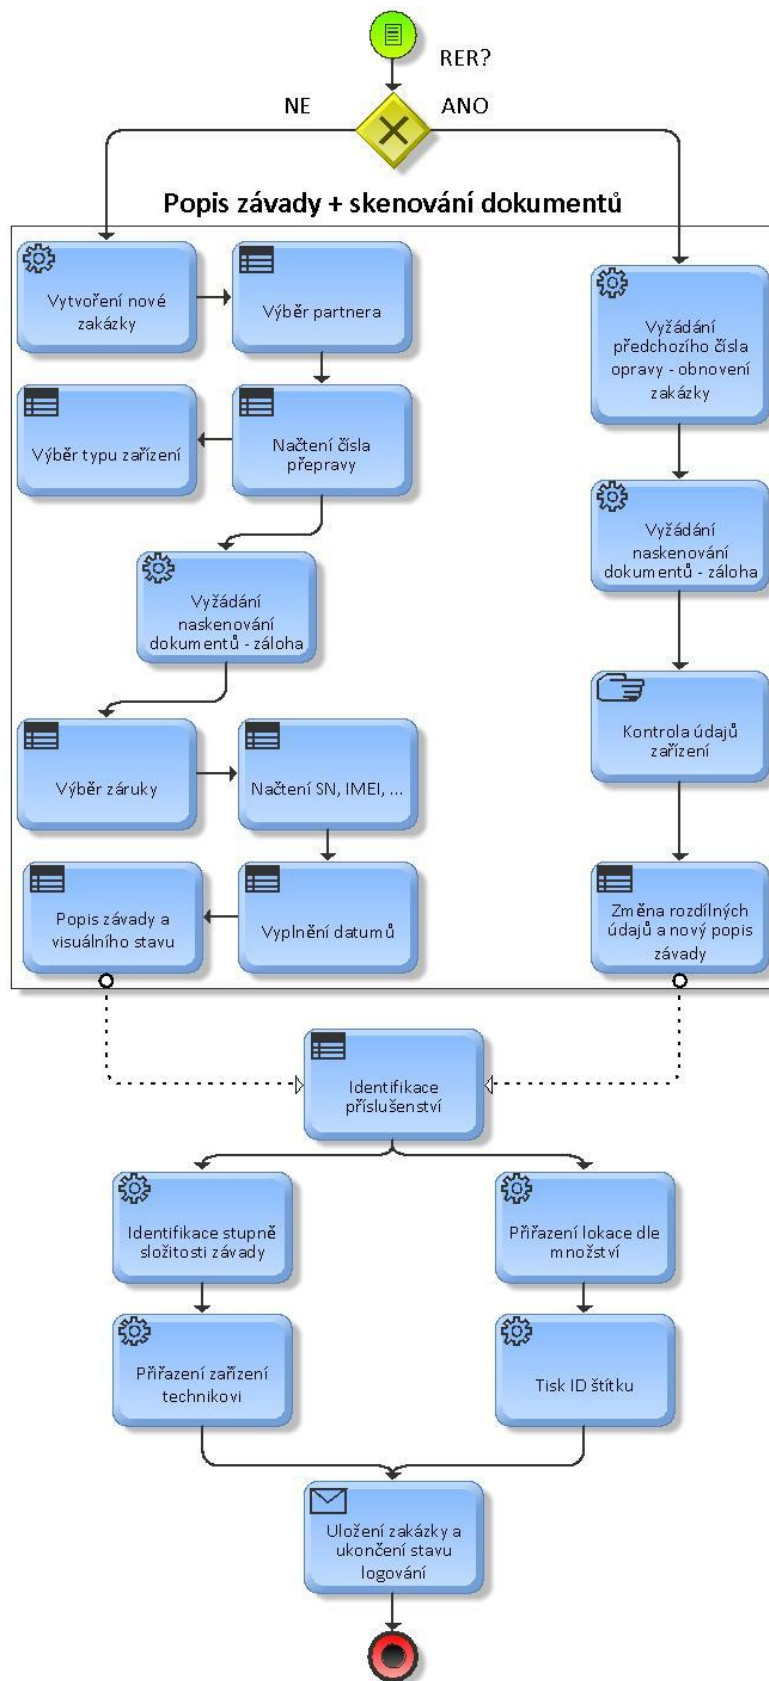 RER?
NE
ANO
Popis závady + skenování dokumentů
Vytvoření nové
zakázky
Výběr partnera
Vyžádání
předchozího čísla
opravy - obnovení
zakázky
Výběr typu zařízení
Načtení čísla
přepravy
Vyžádání
naskenování
dokumentů - záloha
Vyžádání
naskenování
dokumentů - záloha
Výběr záruky
Načtení SN, IMEI, ...
Kontrola údajů
zařízení
Popis závady a
visuálního stavu
Vyplnění datumů
Změna rozdílných
údajů a nový popis
závady
Identifikace
příslušenství
Identifikace stupně
složitosti závady
Přiřazení lokace dle
množství
Přiřazení zařízení
technikovi
Tisk ID štítku
Uložení zakázky a
ukončení stavu
logování